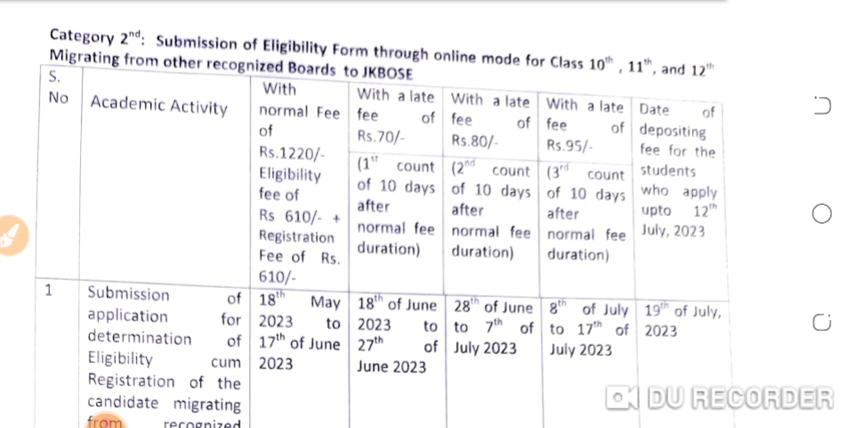 Category 2nd: Submission of Eligibility Form through online mode for Class 10th , 11th, and 12th
Migrating from other recognized Boards to JKBOSE
S.
No
Academic Activity
With
normal Fee
of
Rs.1220/-
Eligibility
fee of
Rs 610/- +
Registration
Fee of Rs.
610/-
With a late
fee of
Rs.70/-
(1st count
of 10 days
after
normal fee
duration)
With a late
fee of
Rs.80/-
(2nd count
of 10 days
after
normal fee
duration)
With a late
fee of
Rs.95/-
(3rd count
of 10 days
after
normal fee
duration)
Date of
depositing
fee for the
students
who apply
upto 12th
July, 2023
1
Submission of
application for
determination of
Eligibility cum
Registration of the
candidate migrating
from recognized
18th May
2023 to
17th of June
2023
18th of June
2023 to
27th of
June 2023
28th of June
to 7th of
July 2023
8th of July
to 17th of
July 2023
19th of July,
2023
DU RECORDER